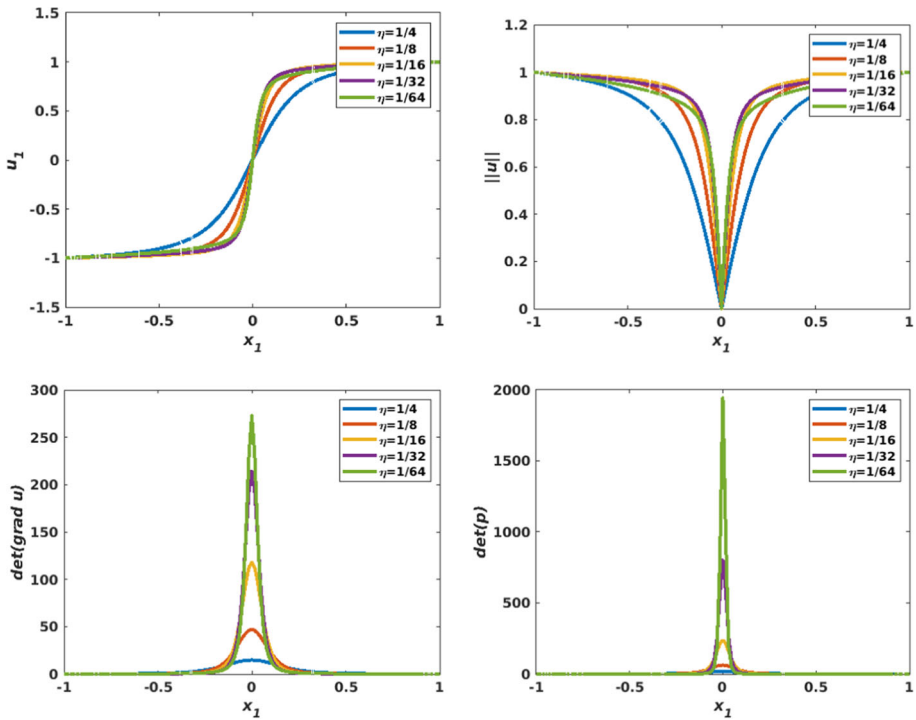 1.5
1
0.5
0
-0.5
-1
-1.5
u1
-1 -0.5 0 0.5 1
x1
η=1/4
η=1/8
η=1/16
η=1/32
η=1/64
1.2
1
0.8
0.6
0.4
0.2
0
||u||
-1 -0.5 0 0.5 1
x1
η=1/4
η=1/8
η=1/16
η=1/32
η=1/64
300
250
200
150
100
50
0
det(grad u)
-1 -0.5 0 0.5 1
x1
η=1/4
η=1/8
η=1/16
η=1/32
η=1/64
2000
1500
1000
500
0
det(p)
-1 -0.5 0 0.5 1
x1
η=1/4
η=1/8
η=1/16
η=1/32
η=1/64